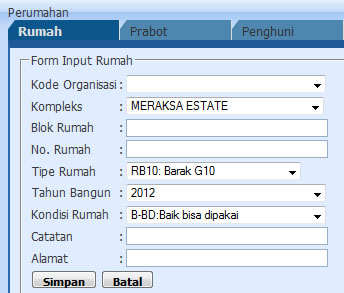 Perumahan
Rumah Prabot Penghuni
Form Input Rumah
Kode Organisasi :
Kompleks : MERAKSA ESTATE
Blok Rumah :
No. Rumah :
Tipe Rumah : RB10: Barak G10
Tahun Bangun : 2012
Kondisi Rumah : B-BD:Baik bisa dipakai
Catatan :
Alamat :
Simpan Batal